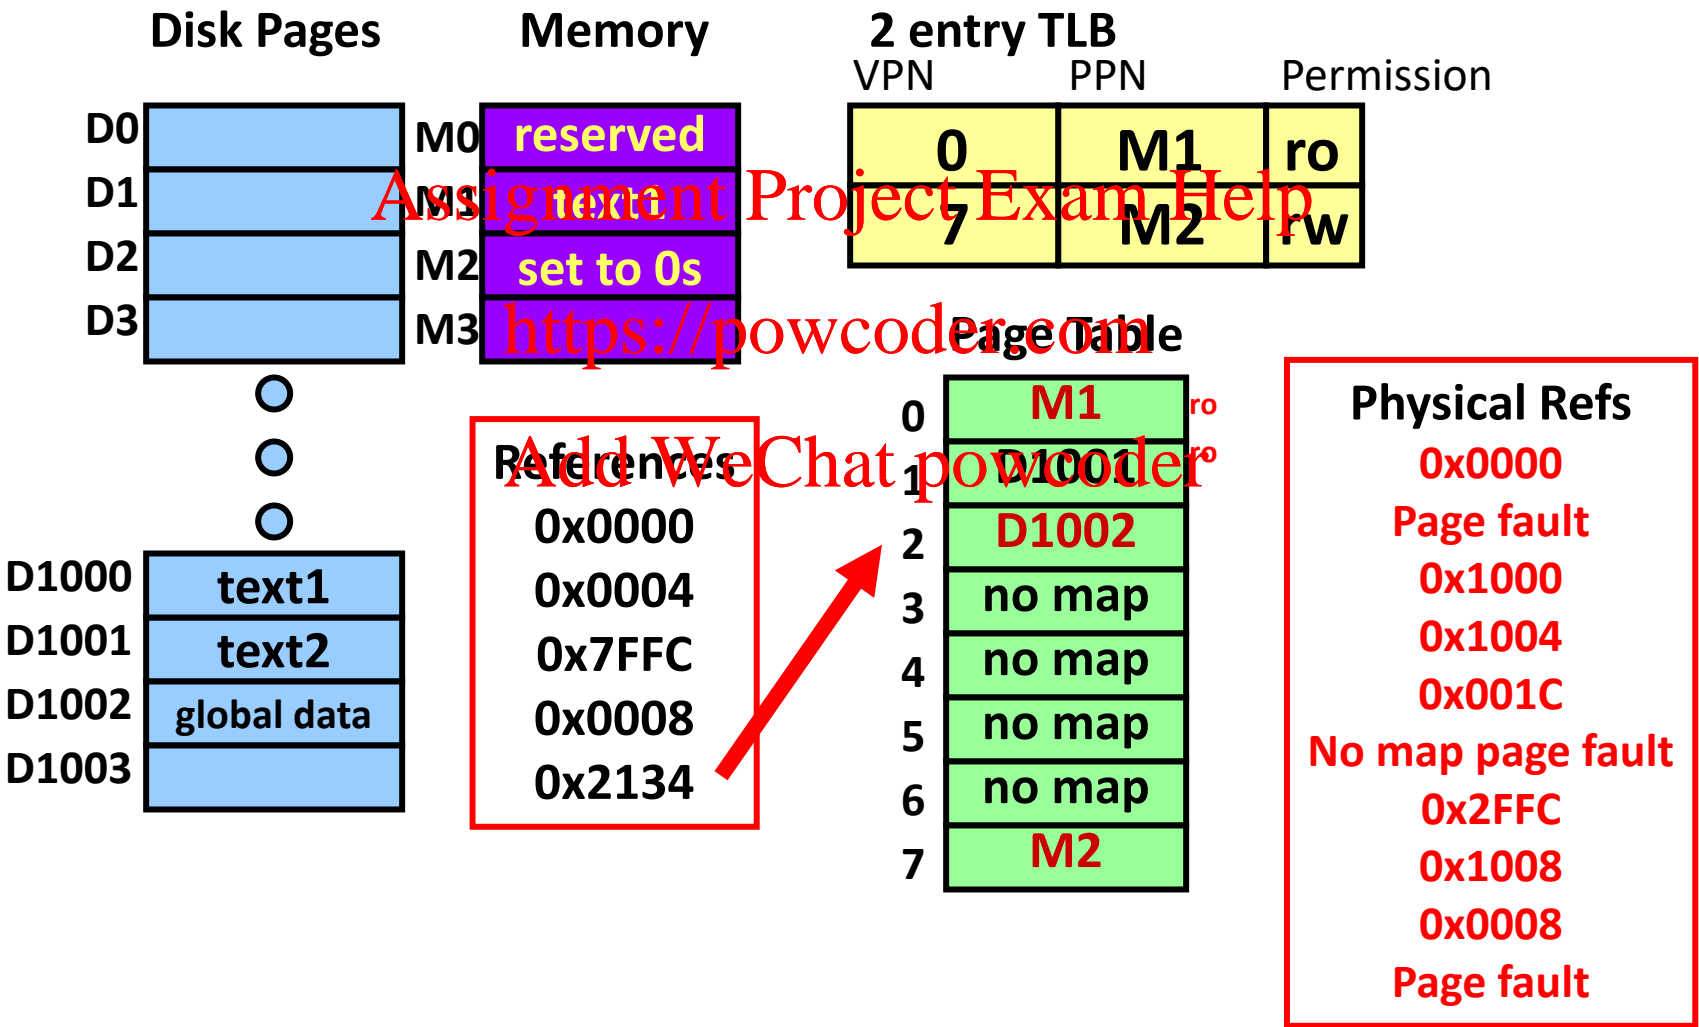 Disk Pages
Memory
2 entry TLB
VPN PPN Permission
D0
D1
D2
D3
M0 reserved
M1 text1
M2 set to 0s
M3
0 M1 ro
7 M2 rw
Assignment Project Exam Help
https://powcoder.com
Add WeChat powcoder
D1000 text1
D1001 text2
D1002 global data
D1003
References
0x0000
0x0004
0x7FFC
0x0008
0x2134
Page Table
0 M1 ro
1 D1001 ro
2 D1002
3 no map
4 no map
5 no map
6 no map
7 M2
Physical Refs
0x0000
Page fault
0x1000
0x1004
0x001C
No map page fault
0x2FFC
0x1008
0x0008
Page fault